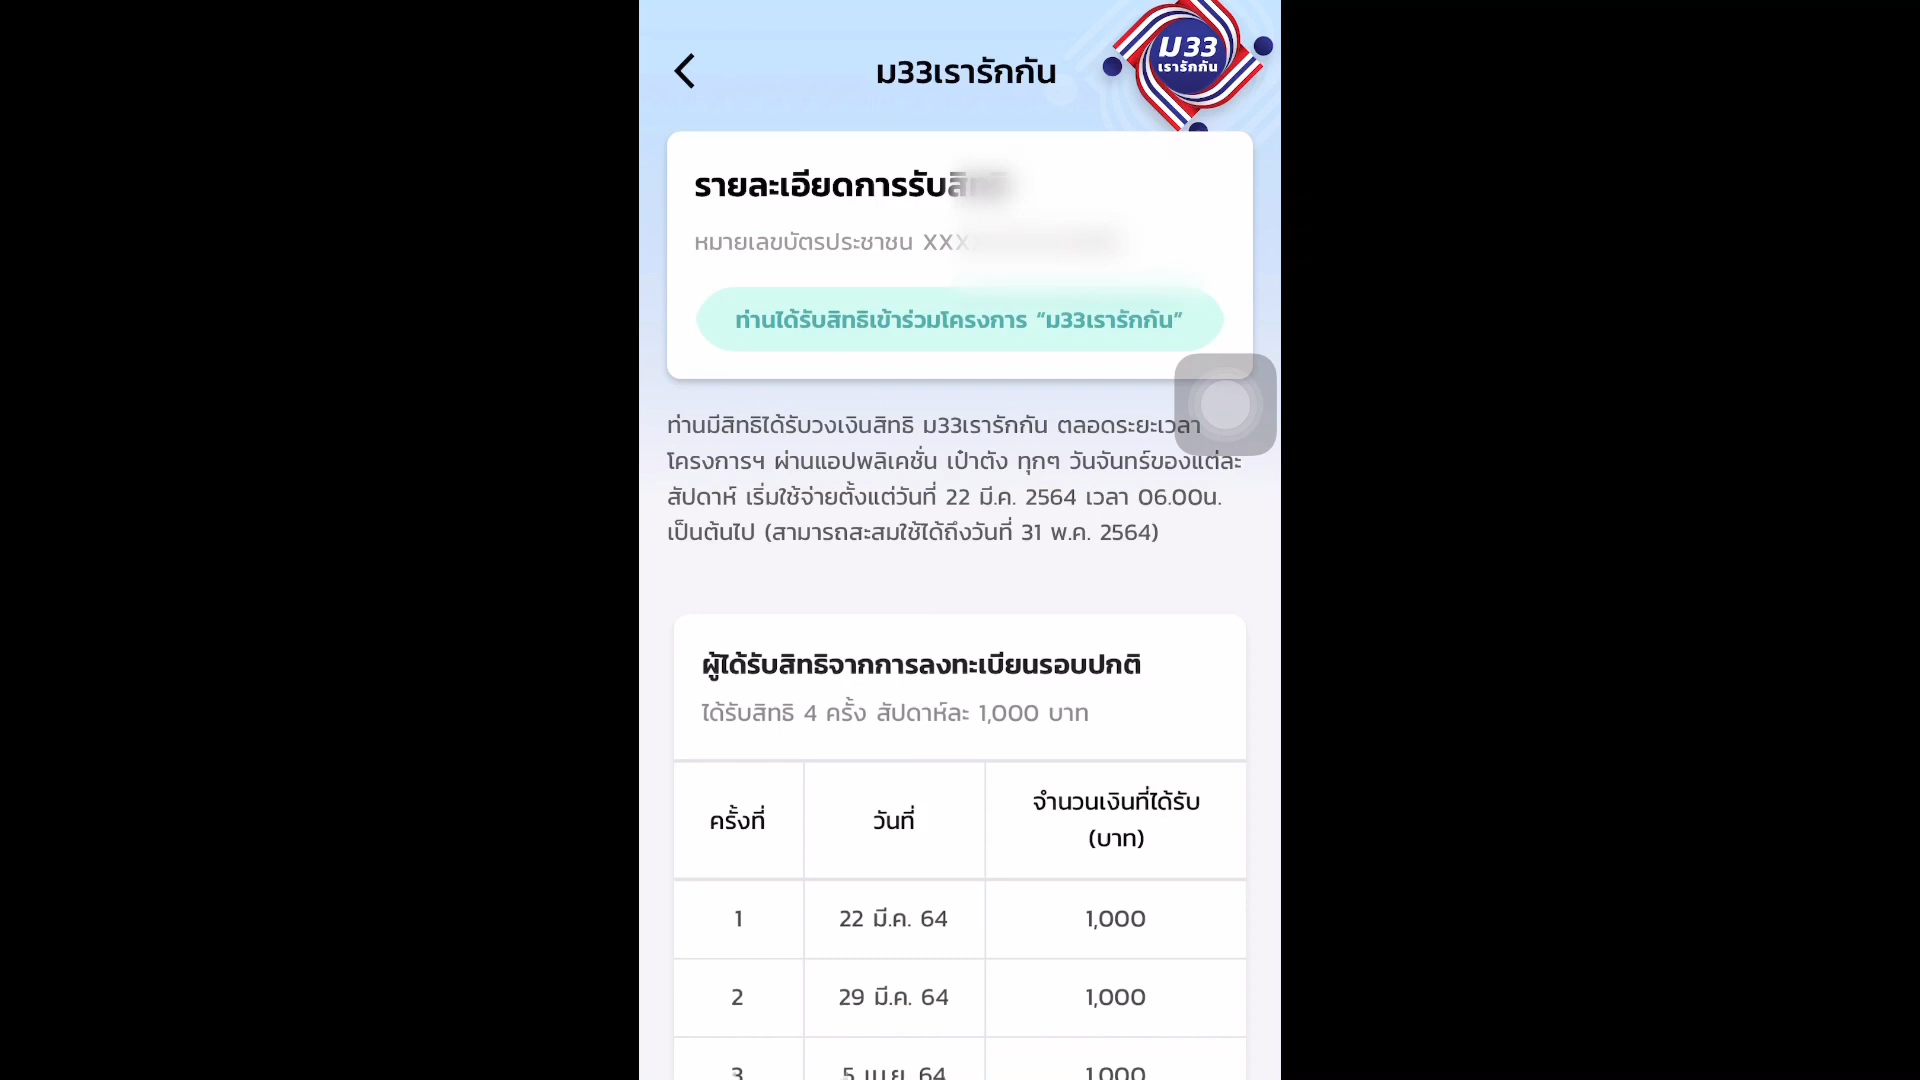 ม33เรารักกัน
ม33
เรารักกัน
รายละเอียดการรับสิทธิ
หมายเลขบัตรประชาชน XXX
ท่านได้รับสิทธิเข้าร่วมโครงการ “ม33เรารักกัน”
ท่านมีสิทธิได้รับวงเงินสิทธิ ม33เรารักกัน ตลอดระยะเวลา
โครงการฯ ผ่านแอปพลิเคชั่น เป๋าตัง ทุกๆ วันจันทร์ของแต่ละ
สัปดาห์ เริ่มใช้จ่ายตั้งแต่วันที่ 22 มี.ค. 2564 เวลา 06.00น.
เป็นต้นไป (สามารถสะสมใช้ได้ถึงวันที่ 31 พ.ค. 2564)
ผู้ได้รับสิทธิจากการลงทะเบียนรอบปกติ
ได้รับสิทธิ 4 ครั้ง สัปดาห์ละ 1,000 บาท
ครั้งที่ วันที่ จำนวนเงินที่ได้รับ
(บาท)
1 22 มี.ค. 64 1,000
2 29 มี.ค. 64 1,000
3 5 เม.ย. 64 1,000